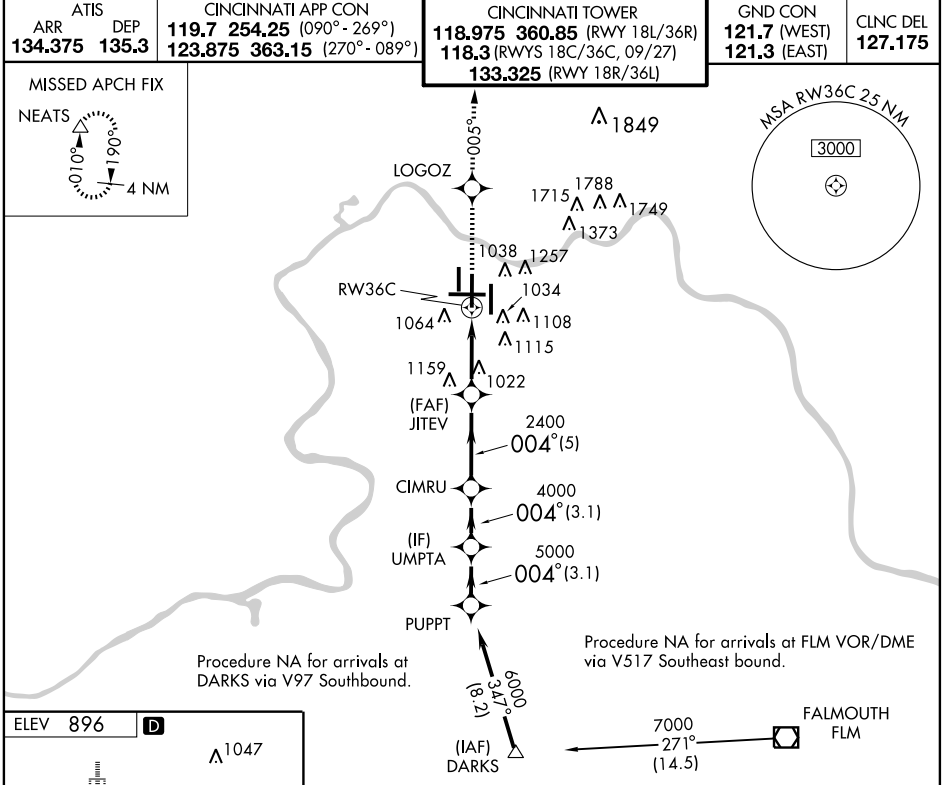 ATIS
ARR DEP
134.375 135.3
CINCINNATI APP CON
119.7 254.25 (090°- 269°)
123.875 363.15 (270°- 089°)
CINCINNATI TOWER
118.975 360.85 (RWY 18L/36R)
118.3 (RWYS 18C/36C, 09/27)
133.325 (RWY 18R/36L)
GND CON
121.7 (WEST)
121.3 (EAST)
CLNC DEL
127.175
MISSED APCH FIX
NEATS
010°
190°
4 NM
005°
1849
MSA RW36C 25 NM
3000
LOGOZ
1715
1788
1749
1373
1038
1257
RW36C
1034
1064
1108
1115
1159
1022
(FAF)
JITEV
2400
004° (5)
CIMRU
4000
004° (3.1)
(IF)
UMPTA
5000
004° (3.1)
PUPPT
Procedure NA for arrivals at
DARKS via V97 Southbound.
Procedure NA for arrivals at FLM VOR/DME
via V517 Southeast bound.
6000
347°
(8.2)
ELEV 896
D
1047
(IAF)
DARKS
7000
271°
(14.5)
FALMOUTH
FLM